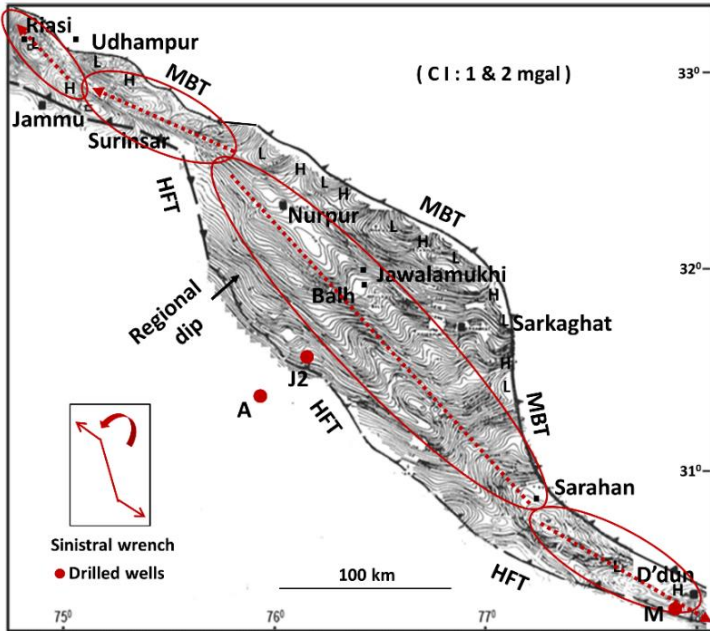 Riasi
L
Udhampur
L
H
MBT
( C I : 1 & 2 mgal )
33⁰
H
Jammu
Surinsar
HFT
L
H
L
H
Nurpur
MBT
L
H
L
32⁰
Jawalamukhi
Balh
H
L
Sarkaghat
Regional
dip
J2
H
L
A
HFT
MBT
Sarahan
31⁰
Sinistral wrench
Drilled wells
100 km
HFT
L
D'dun
H
M
75⁰
76⁰
77⁰